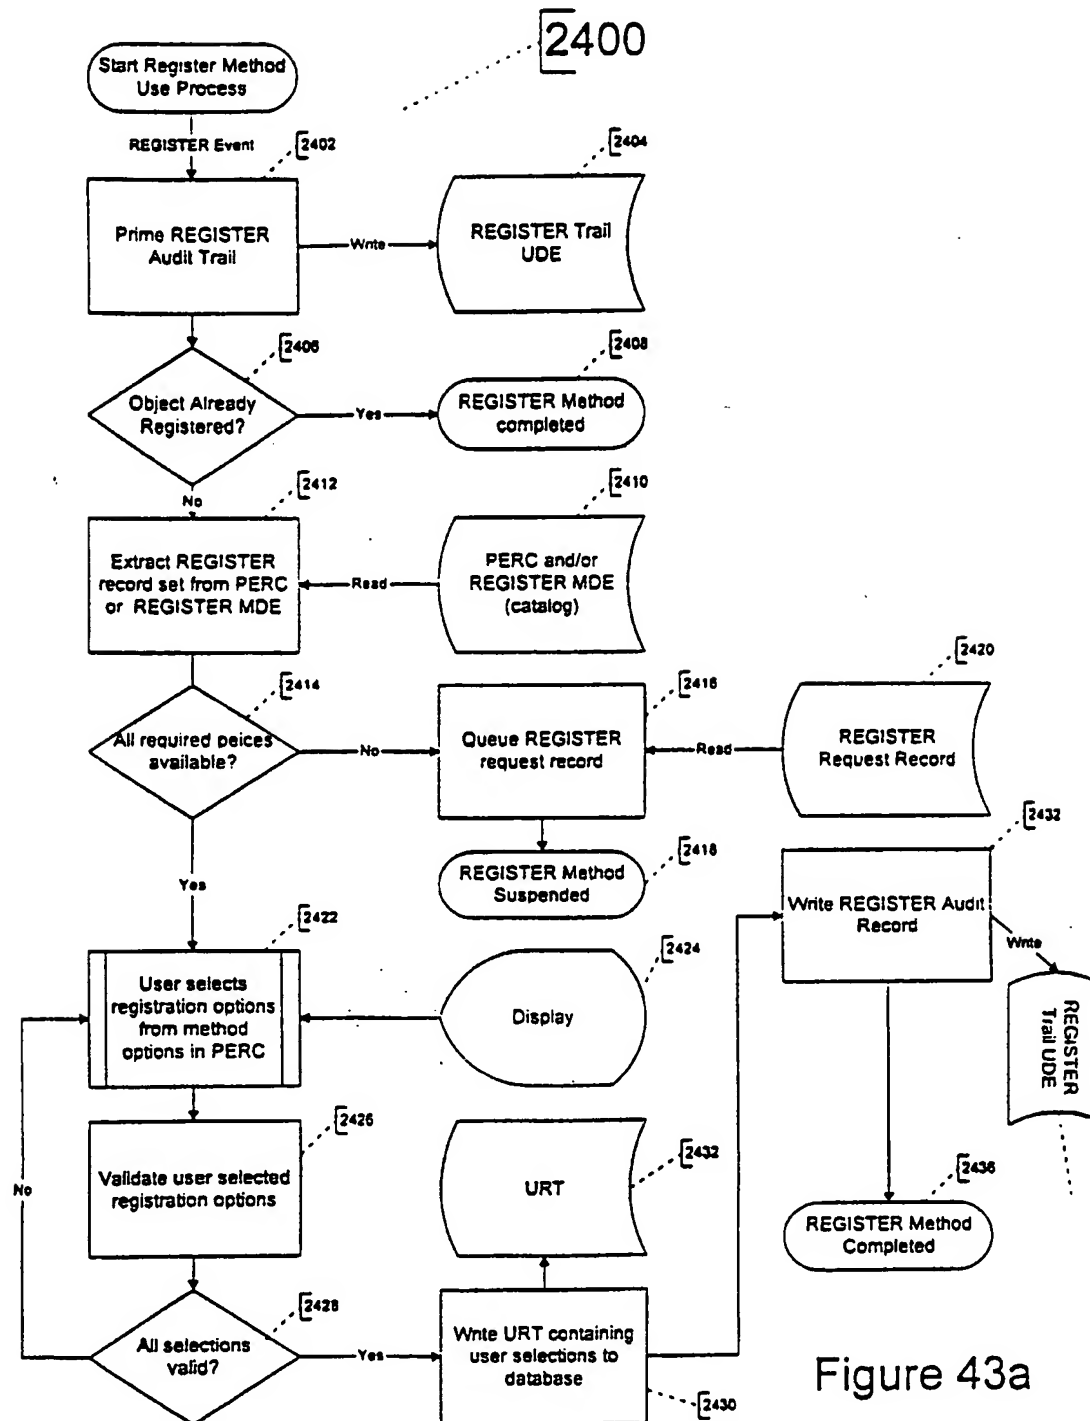 2400
Start Register Method
Use Process
REGISTER Event
2402
2404
Prime REGISTER
Audit Trail
Write
REGISTER Trail
UDE
2406
2408
Object Already
Registered?
Yes
REGISTER Method
completed
No
2412
2410
Extract REGISTER
record set from PERC
or REGISTER MDE
Read
PERC and/or
REGISTER MDE
(catalog)
2414
2416
2420
All required peices
available?
No
Queue REGISTER
request record
Read
REGISTER
Request Record
2418
REGISTER Method
Suspended
2432
Write REGISTER Audit
Record
Write
REGISTER
Trail UDE
Yes
2422
2424
User selects
registration options
from method
options in PERC
Display
2426
2432
Validate user selected
registration options
URT
No
2436
REGISTER Method
Completed
2428
All selections
valid?
Yes
Write URT containing
user selections to
database
2430
Figure 43a